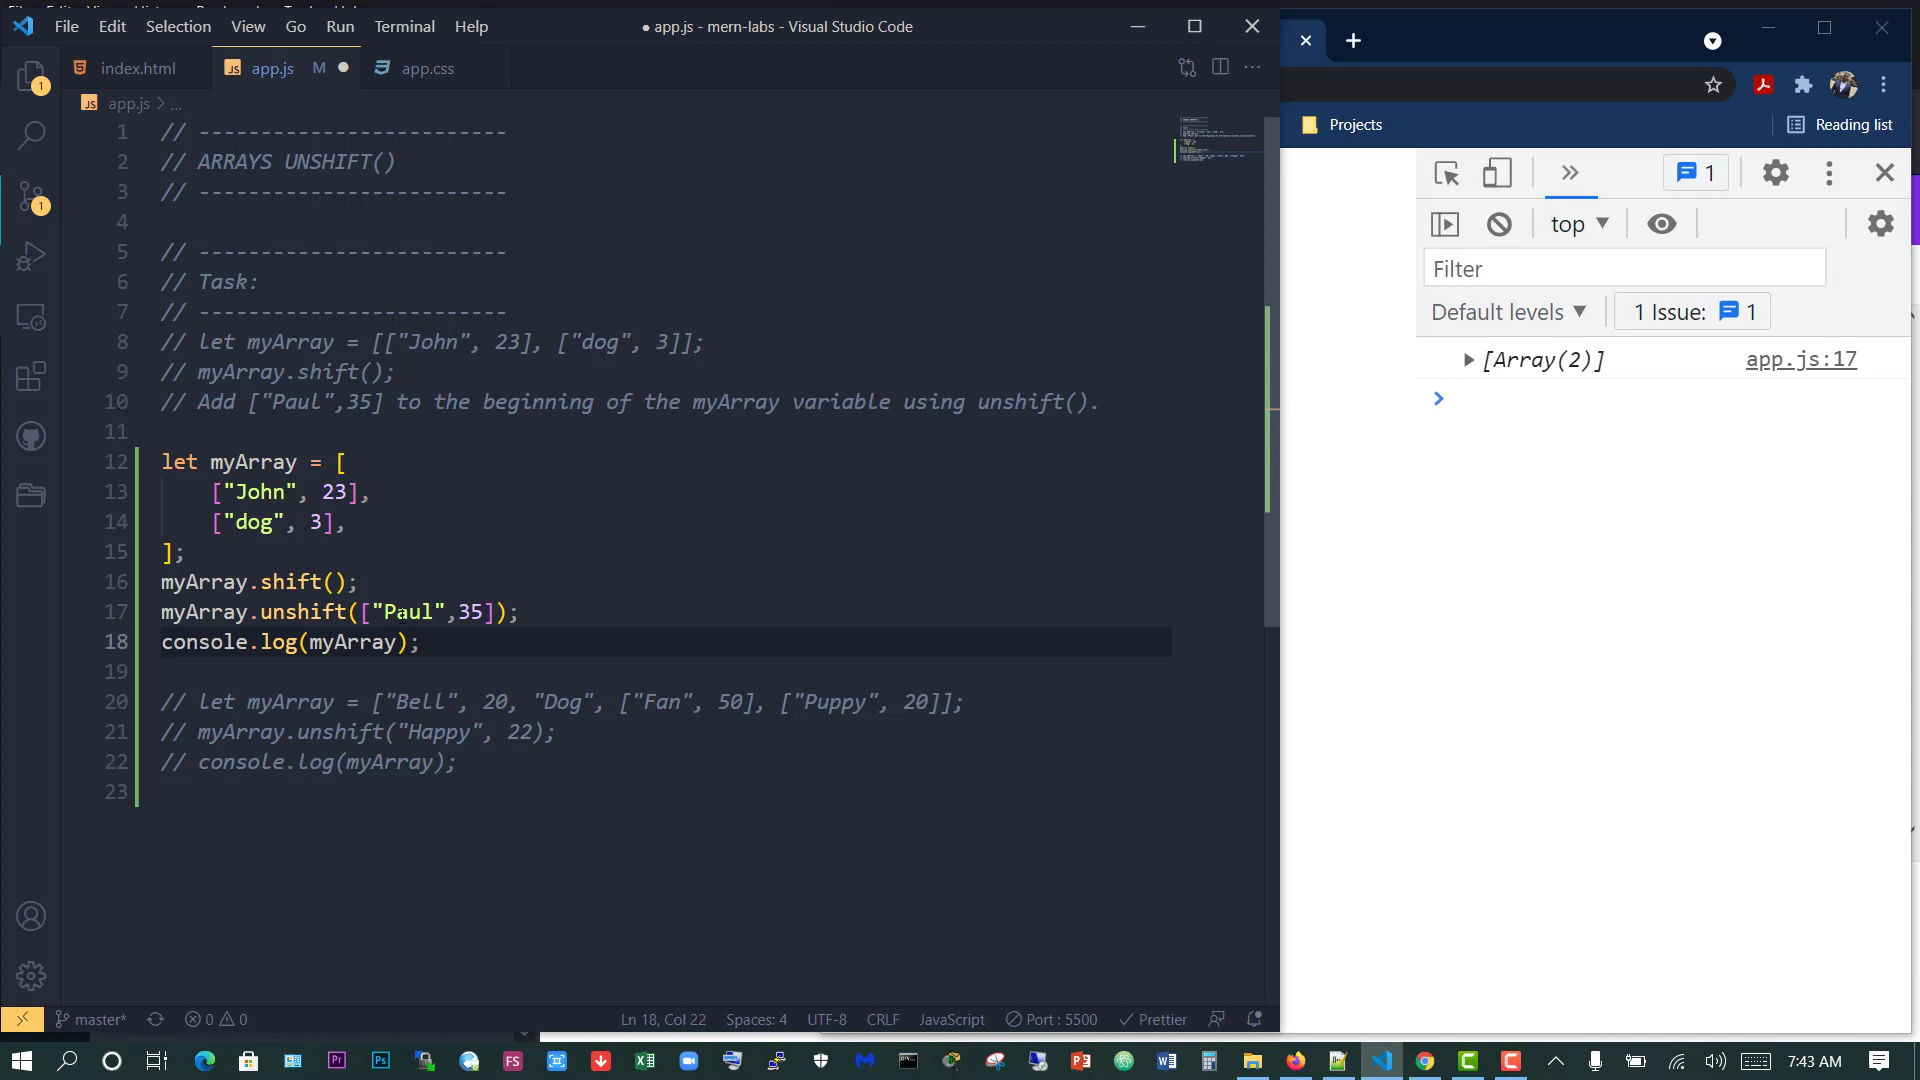 File Edit Selection View Go Run Terminal Help
● app.js - mern-labs - Visual Studio Code
index.html
JS app.js M ●
app.css
JS app.js > ...
1 // -------------------------
2 // ARRAYS UNSHIFT()
3 // -------------------------
4
5 // -------------------------
6 // Task:
7 // -------------------------
8 // let myArray = [["John", 23], ["dog", 3]];
9 // myArray.shift();
10 // Add ["Paul",35] to the beginning of the myArray variable using unshift().
11
12 let myArray = [
13 ["John", 23],
14 ["dog", 3],
15 ];
16 myArray.shift();
17 myArray.unshift(["Paul",35]);
18 console.log(myArray);
19
20 // let myArray = ["Bell", 20, "Dog", ["Fan", 50], ["Puppy", 20]];
21 // myArray.unshift("Happy", 22);
22 // console.log(myArray);
23
1
1
master*
0 0
Ln 18, Col 22
Spaces: 4
UTF-8
CRLF
JavaScript
Port : 5500
Prettier
Projects
Reading list
1
top
Filter
Default levels
1 Issue: 1
[Array(2)]
app.js:17
Pr
Ps
FS
7:43 AM